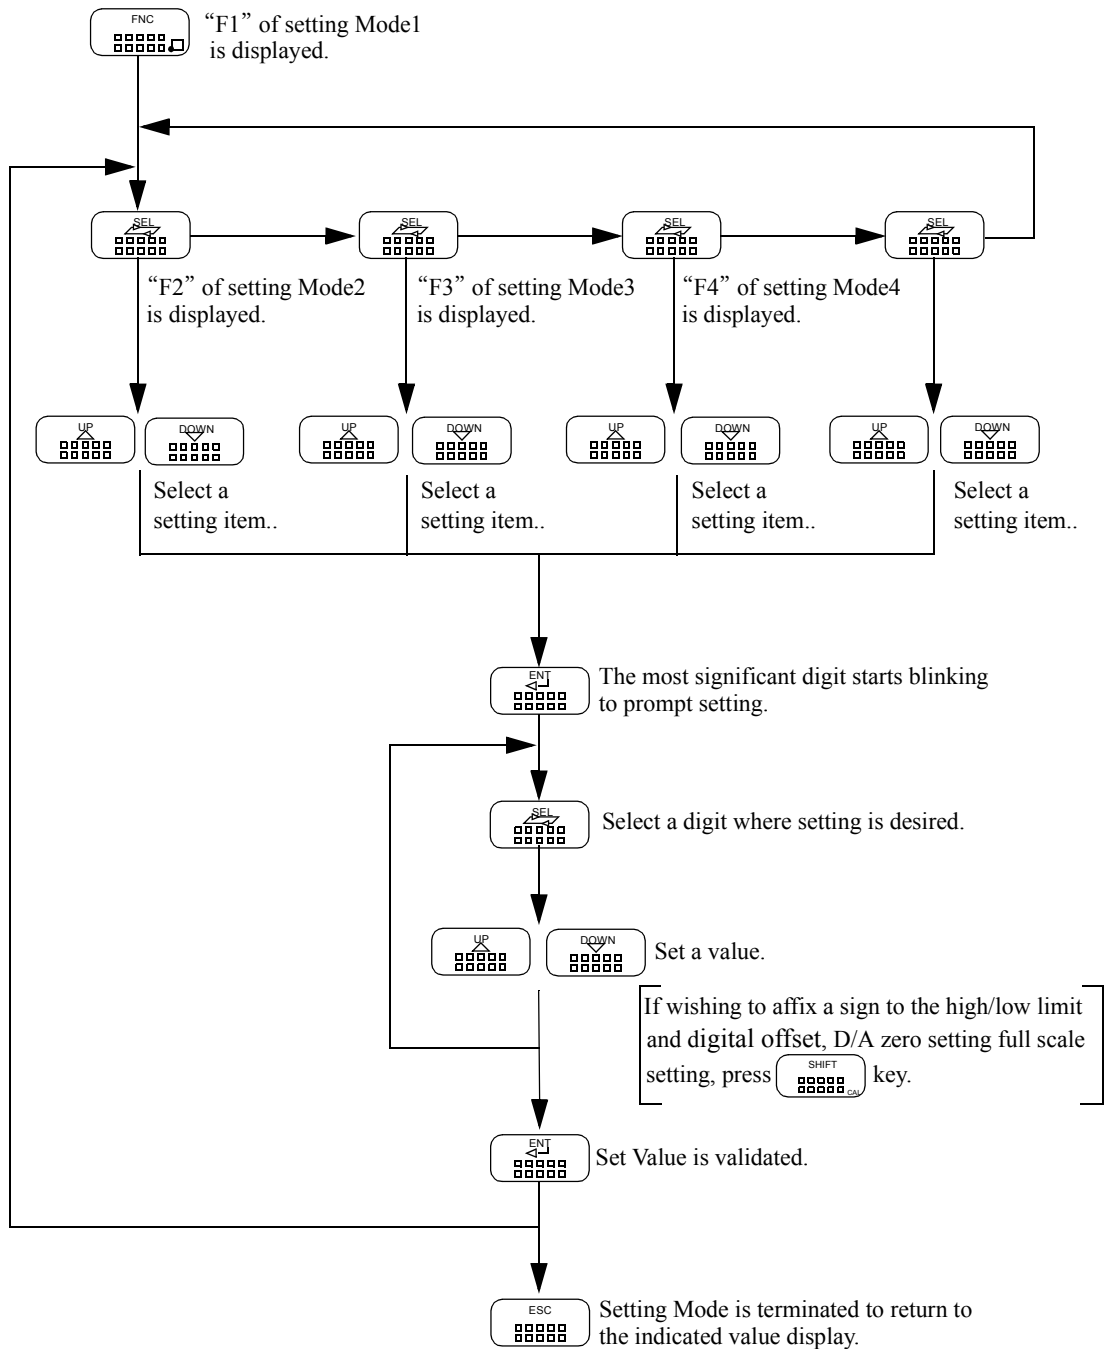 FNC
“F1” of setting Mode1
is displayed.
SEL
SEL
SEL
SEL
“F2” of setting Mode2
is displayed.
“F3” of setting Mode3
is displayed.
“F4” of setting Mode4
is displayed.
UP
DOWN
UP
DOWN
UP
DOWN
UP
DOWN
Select a
setting item..
Select a
setting item..
Select a
setting item..
Select a
setting item..
ENT
The most significant digit starts blinking
to prompt setting.
SEL
Select a digit where setting is desired.
UP
DOWN
Set a value.
If wishing to affix a sign to the high/low limit
and digital offset, D/A zero setting full scale
setting, press SHIFT CAL key.
ENT
Set Value is validated.
ESC
Setting Mode is terminated to return to
the indicated value display.